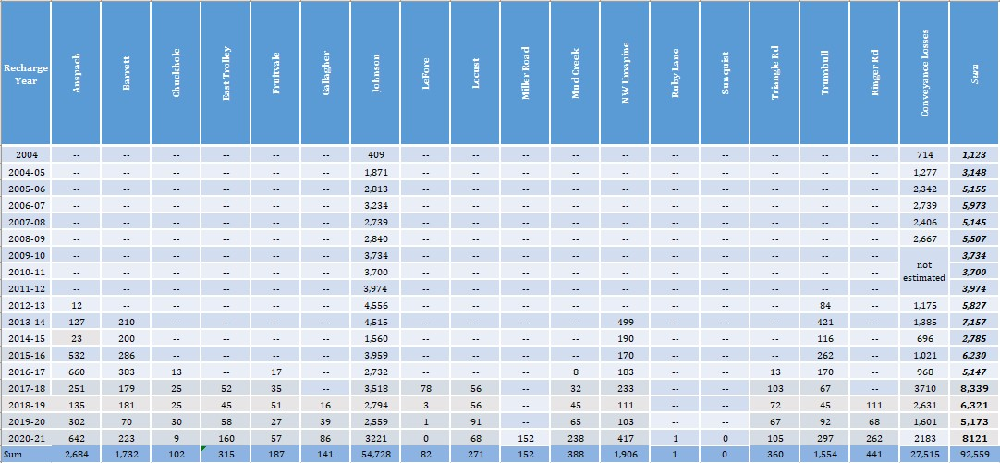 Recharge Year Anspach Barrett Chuckhole East Trolley Fruitvale Gallagher Johnson LeFore Locust Miller Road Mud Creek NW Umapine Ruby Lane Sunquist Triangle Rd Trumbull Ringer Rd Conveyance Losses Sum
2004 -- -- -- -- -- -- 409 -- -- -- -- -- -- -- -- -- -- 714 1,123
2004-05 -- -- -- -- -- -- 1,871 -- -- -- -- -- -- -- -- -- -- 1,277 3,148
2005-06 -- -- -- -- -- -- 2,813 -- -- -- -- -- -- -- -- -- -- 2,342 5,155
2006-07 -- -- -- -- -- -- 3,234 -- -- -- -- -- -- -- -- -- -- 2,739 5,973
2007-08 -- -- -- -- -- -- 2,739 -- -- -- -- -- -- -- -- -- -- 2,406 5,145
2008-09 -- -- -- -- -- -- 2,840 -- -- -- -- -- -- -- -- -- -- 2,667 5,507
2009-10 -- -- -- -- -- -- 3,734 -- -- -- -- -- -- -- -- -- -- not estimated 3,734
2010-11 -- -- -- -- -- -- 3,700 -- -- -- -- -- -- -- -- -- -- 3,700
2011-12 -- -- -- -- -- -- 3,974 -- -- -- -- -- -- -- -- -- -- 3,974
2012-13 12 -- -- -- -- -- 4,556 -- -- -- -- -- -- -- -- 84 -- 1,175 5,827
2013-14 127 210 -- -- -- -- 4,515 -- -- -- -- 499 -- -- -- 421 -- 1,385 7,157
2014-15 23 200 -- -- -- -- 1,560 -- -- -- -- 190 -- -- -- 116 -- 696 2,785
2015-16 532 286 -- -- -- -- 3,959 -- -- -- -- 170 -- -- -- 262 -- 1,021 6,230
2016-17 660 383 13 -- 17 -- 2,732 -- -- -- 8 183 -- -- 13 170 -- 968 5,147
2017-18 251 179 25 52 35 -- 3,518 78 56 -- 32 233 -- -- 103 67 -- 3710 8,339
2018-19 135 181 25 45 51 16 2,794 3 56 -- 45 111 -- -- 72 45 111 2,631 6,321
2019-20 302 70 30 58 27 39 2,559 1 91 -- 65 103 -- -- 67 92 68 1,601 5,173
2020-21 642 223 9 160 57 86 3221 0 68 152 238 417 1 0 105 297 262 2183 8121
Sum 2,684 1,732 102 315 187 141 54,728 82 271 152 388 1,906 1 0 360 1,554 441 27,515 92,559